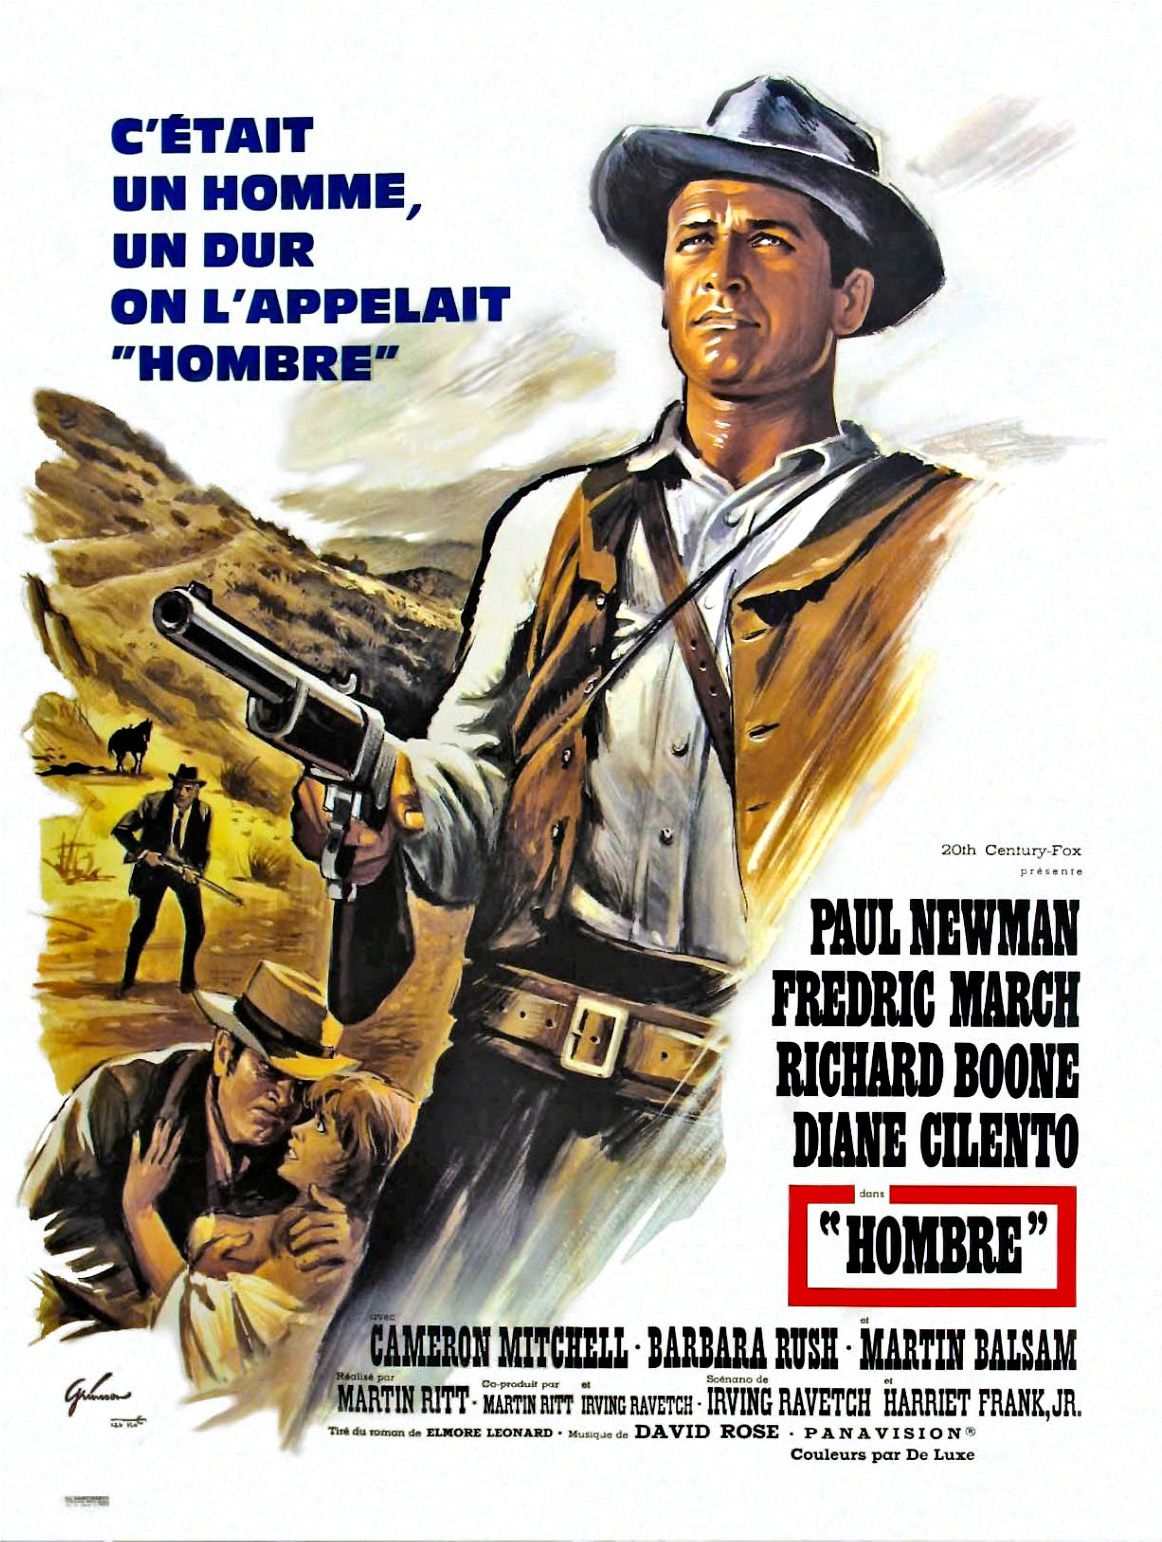 C'ÉTAIT
UN HOMME,
UN DUR
ON L'APPELAIT
"HOMBRE"
20th Century-Fox
présente
PAUL NEWMAN
FREDRIC MARCH
RICHARD BOONE
DIANE CILENTO
dans
“HOMBRE”
avec et
CAMERON MITCHELL · BARBARA RUSH · MARTIN BALSAM
Réalisé par Co-produit par et Scénario de et
MARTIN RITT · MARTIN RITT IRVING RAVETCH · IRVING RAVETCH HARRIET FRANK, JR.
Tiré du roman de ELMORE LEONARD · Musique de DAVID ROSE · PANAVISION®
Couleurs par De Luxe